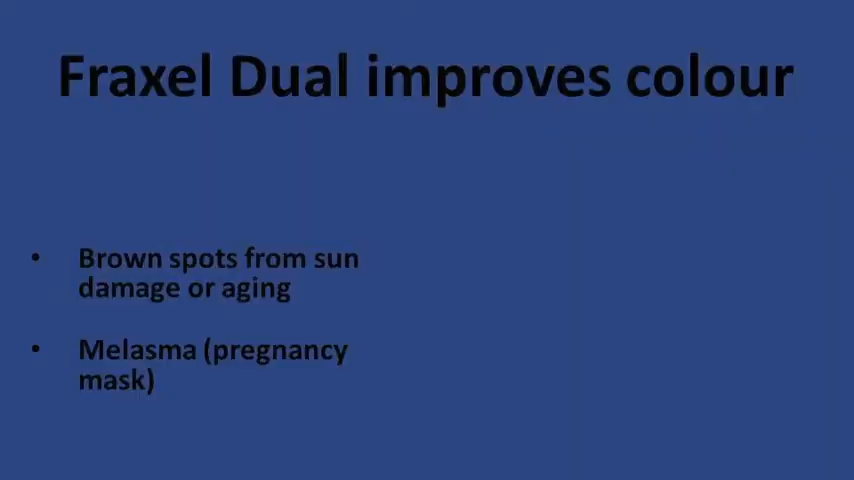 Fraxel Dual improves colour
• Brown spots from sun
damage or aging
• Melasma (pregnancy
mask)